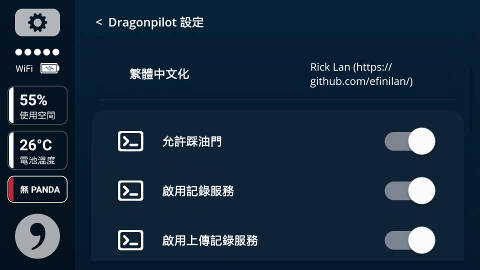 < Dragonpilot 設定
WiFi
55%
使用空間
26°C
電池溫度
無 PANDA
繁體中文化
Rick Lan (https://
github.com/efinilan/)
允許踩油門
啟用記錄服務
啟用上傳記錄服務